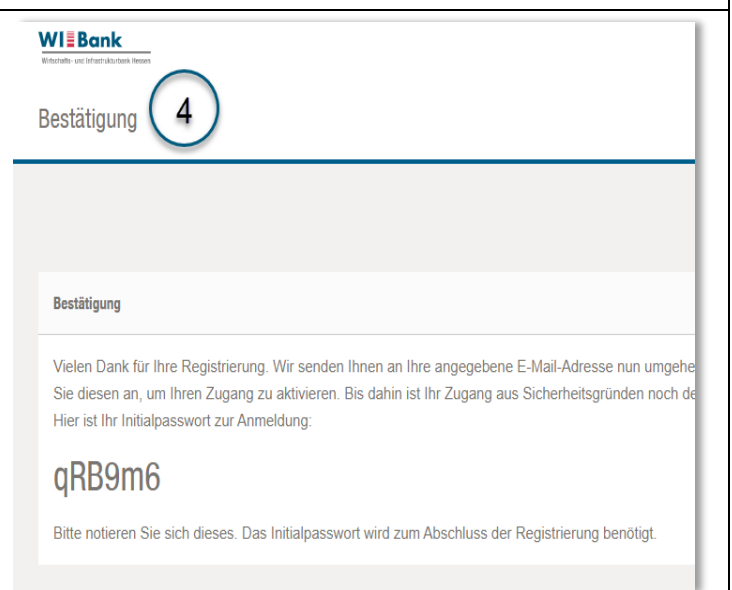 WIBank
Wirtschafts- und Infrastrukturbank Hessen
Bestätigung 4
Bestätigung
Vielen Dank für Ihre Registrierung. Wir senden Ihnen an Ihre angegebene E-Mail-Adresse nun umgehe
Sie diesen an, um Ihren Zugang zu aktivieren. Bis dahin ist Ihr Zugang aus Sicherheitsgründen noch de
Hier ist Ihr Initialpasswort zur Anmeldung:
qRB9m6
Bitte notieren Sie sich dieses. Das Initialpasswort wird zum Abschluss der Registrierung benötigt.